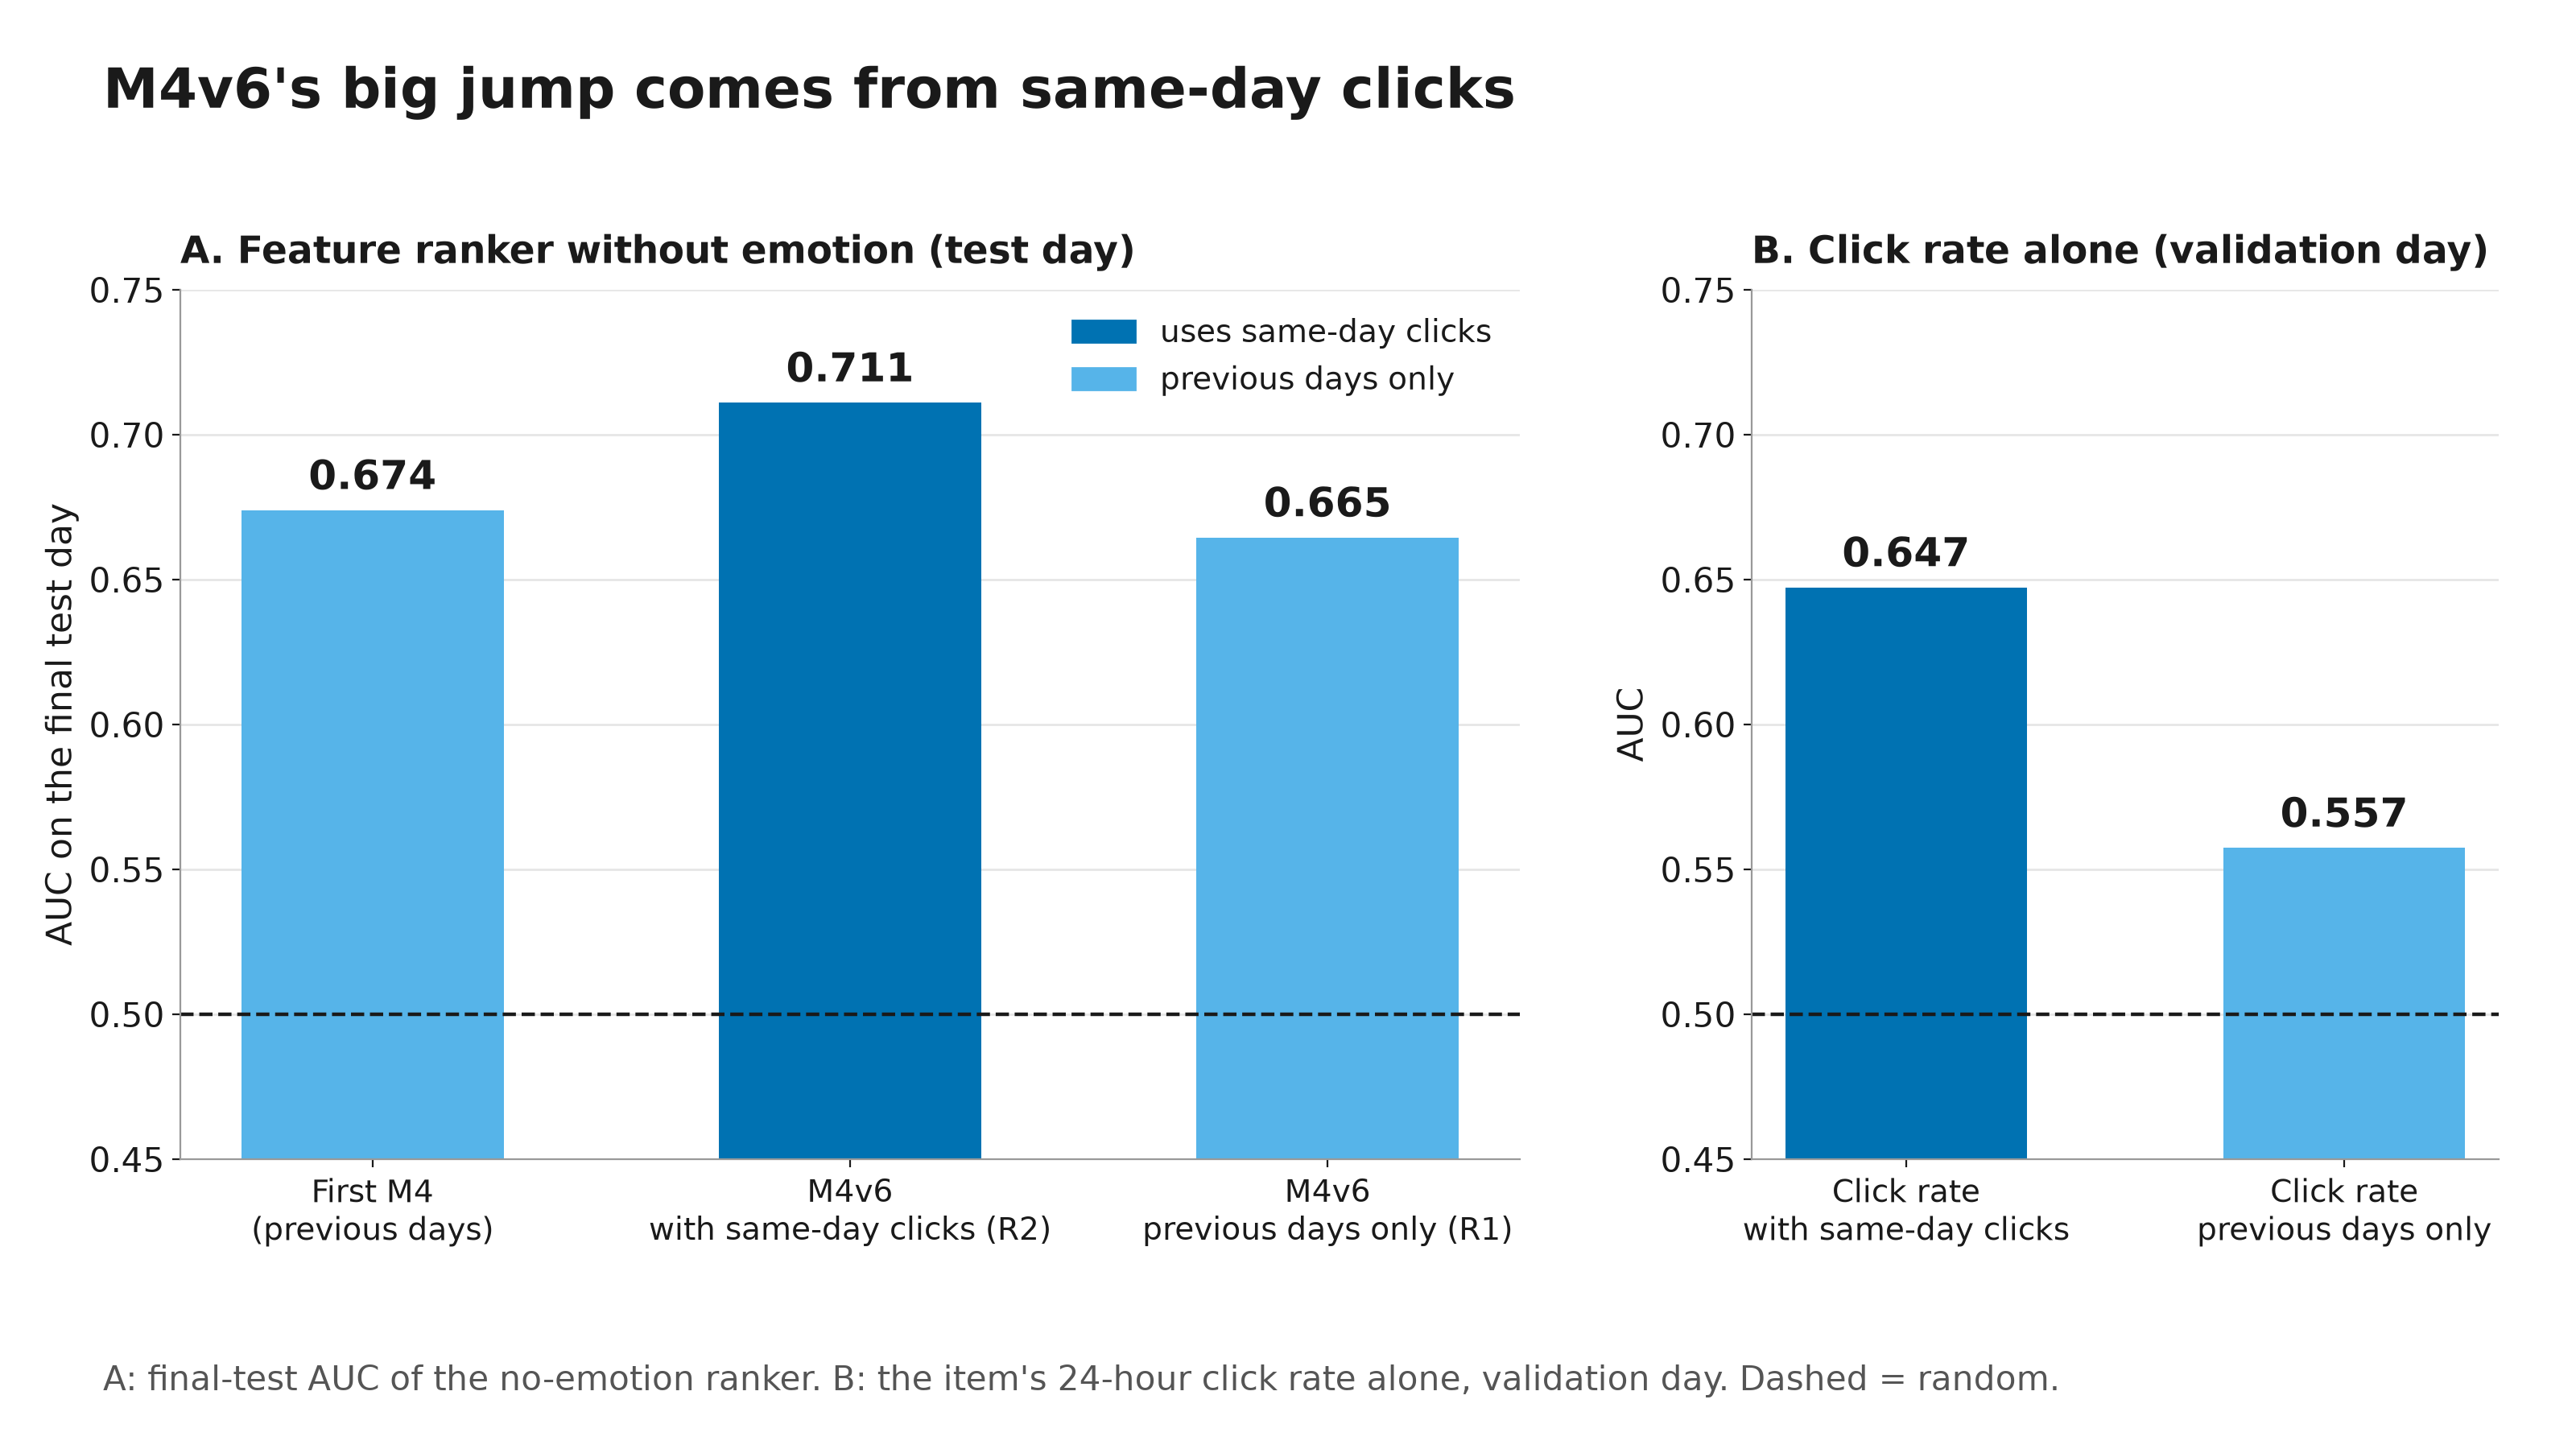 M4v6's big jump comes from same-day clicks
A. Feature ranker without emotion (test day)
AUC on the final test day
0.75
0.70
0.65
0.60
0.55
0.50
0.45
uses same-day clicks
previous days only
0.674
0.711
0.665
First M4
(previous days)
M4v6
with same-day clicks (R2)
M4v6
previous days only (R1)
B. Click rate alone (validation day)
AUC
0.75
0.70
0.65
0.60
0.55
0.50
0.45
0.647
0.557
Click rate
with same-day clicks
Click rate
previous days only
A: final-test AUC of the no-emotion ranker. B: the item's 24-hour click rate alone, validation day. Dashed = random.